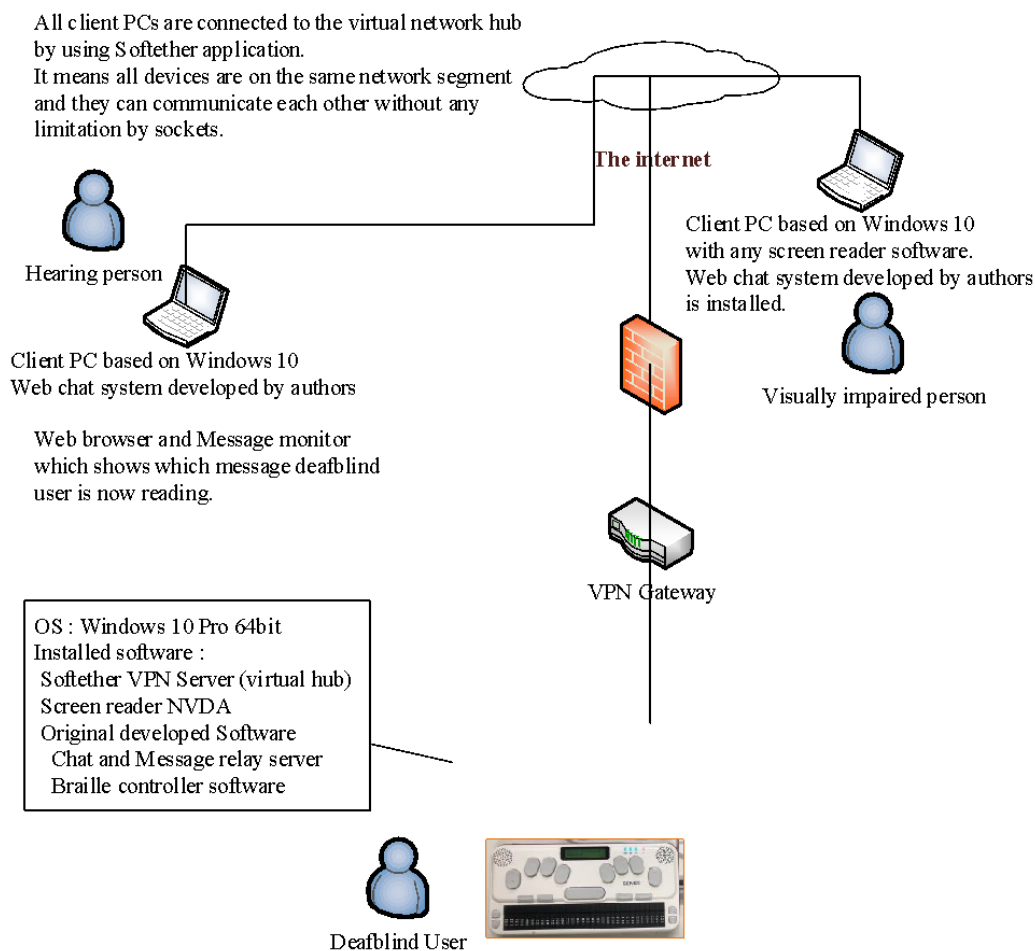 All client PCs are connected to the virtual network hub
by using Softether application.
It means all devices are on the same network segment
and they can communicate each other without any
limitation by sockets.
The internet
Hearing person
Client PC based on Windows 10
with any screen reader software.
Web chat system developed by authors
is installed.
Client PC based on Windows 10
Web chat system developed by authors
Visually impaired person
Web browser and Message monitor
which shows which message deafblind
user is now reading.
VPN Gateway
OS : Windows 10 Pro 64bit
Installed software :
Softether VPN Server (virtual hub)
Screen reader NVDA
Original developed Software
Chat and Message relay server
Braille controller software
Deafblind User